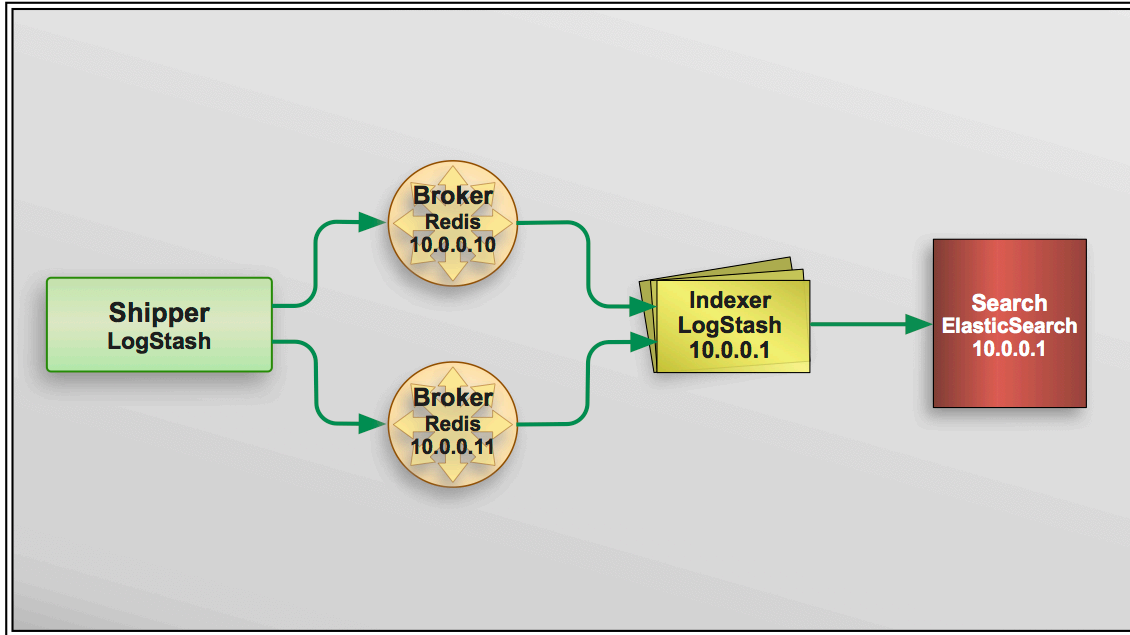 Shipper
LogStash
Broker
Redis
10.0.0.10
Broker
Redis
10.0.0.11
Indexer
LogStash
10.0.0.1
Search
ElasticSearch
10.0.0.1